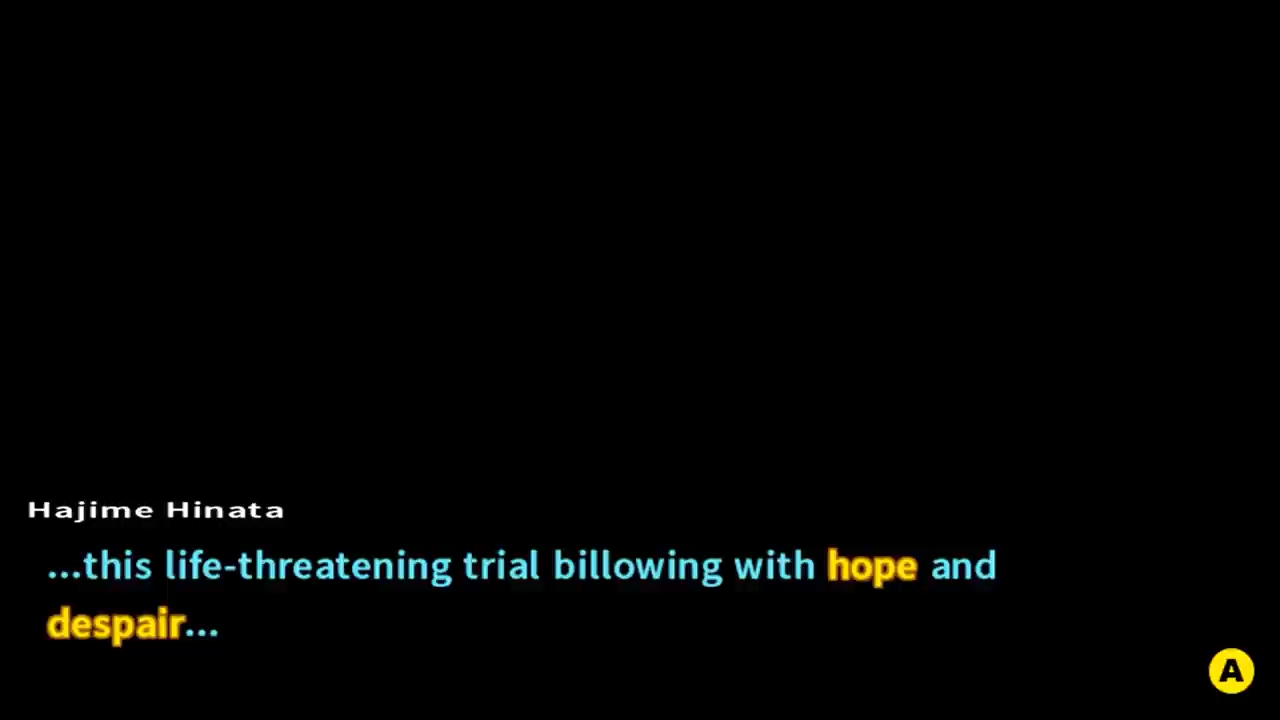 Hajime Hinata
...this life-threatening trial billowing with hope and
despair...
A